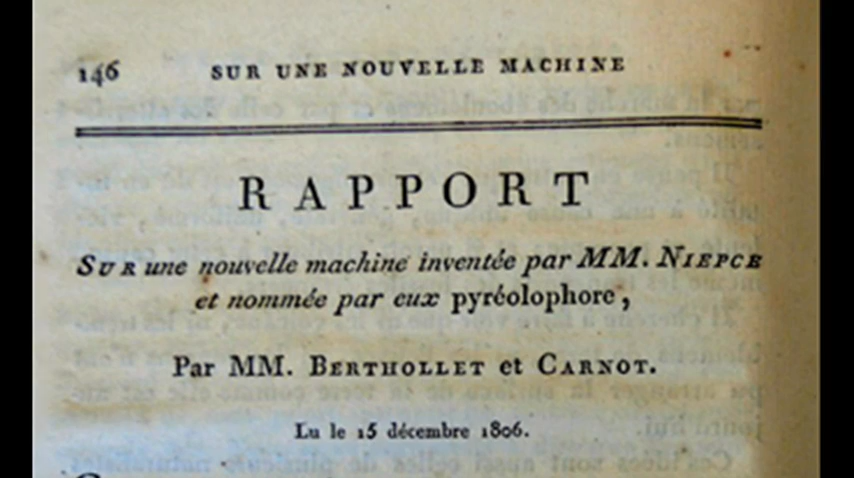 146 SUR UNE NOUVELLE MACHINE
RAPPORT
SUR une nouvelle machine inventée par MM. NIEPCE
et nommée par eux pyréolophore,
Par MM. BERTHOLLET et CARNOT.
Lu le 15 décembre 1806.